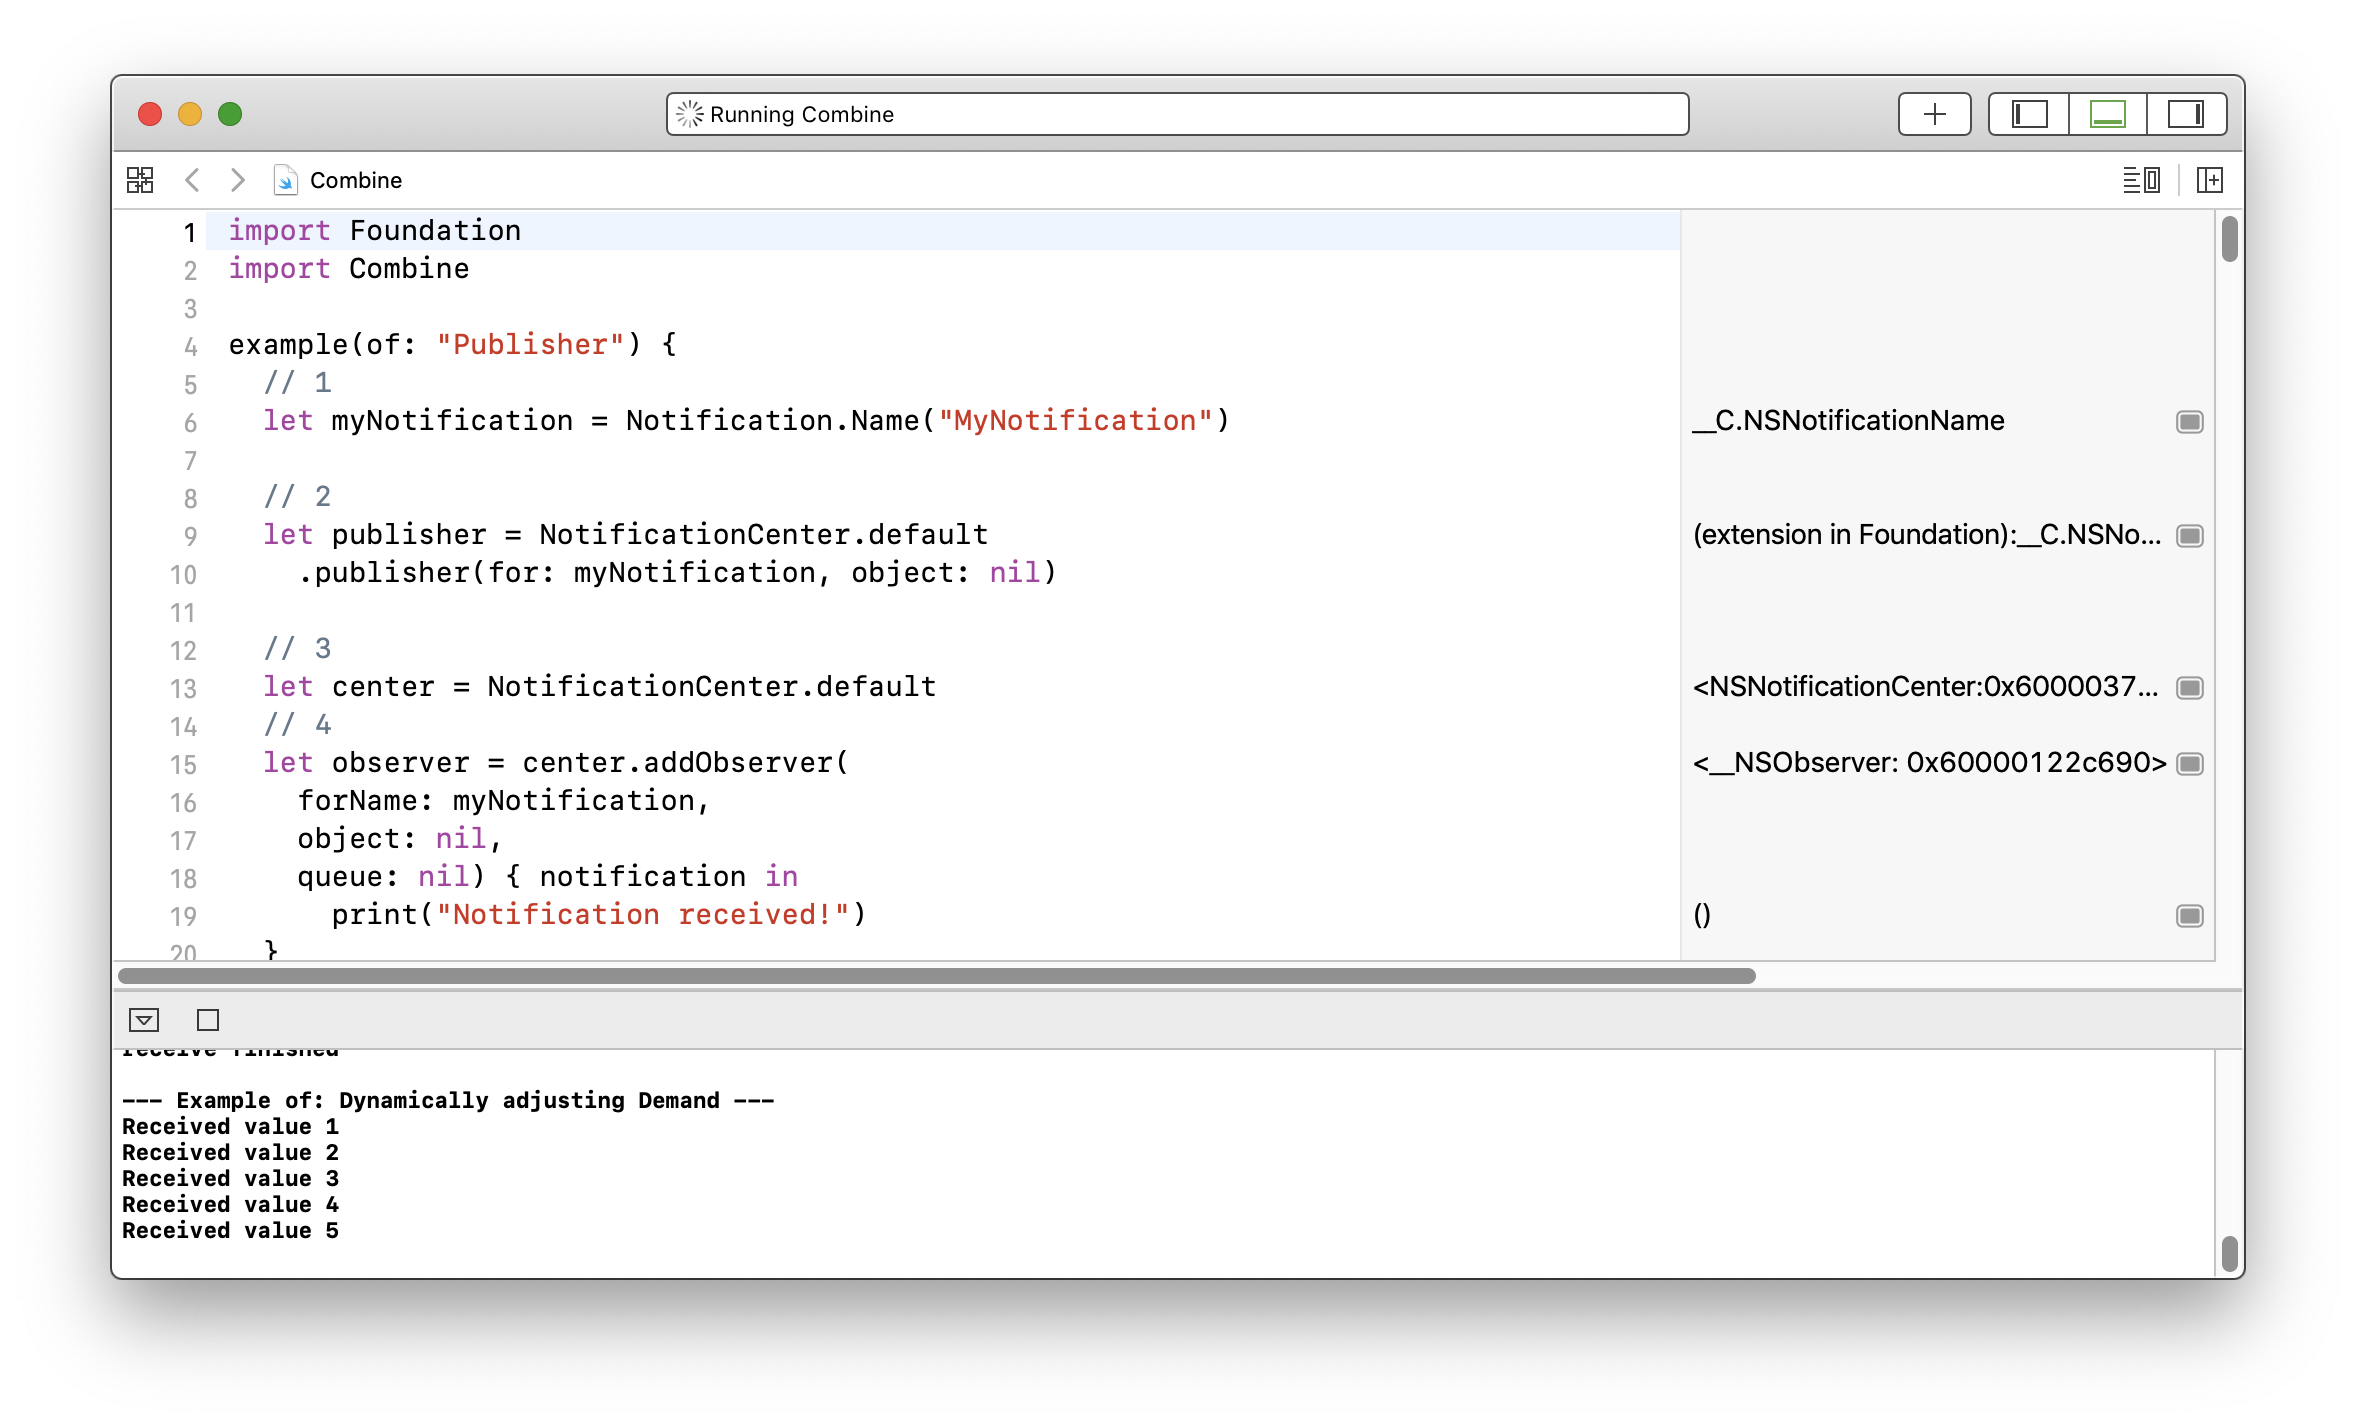 Running Combine
Combine
1 import Foundation
2 import Combine
3
4 example(of: "Publisher") {
5   // 1
6   let myNotification = Notification.Name("MyNotification") __C.NSNotificationName
7
8   // 2
9   let publisher = NotificationCenter.default (extension in Foundation):__C.NSNo...
10     .publisher(for: myNotification, object: nil)
11
12   // 3
13   let center = NotificationCenter.default <NSNotificationCenter:0x6000037...
14   // 4
15   let observer = center.addObserver( <__NSObserver: 0x60000122c690>
16     forName: myNotification,
17     object: nil,
18     queue: nil) { notification in
19       print("Notification received!") ()
20   }
receive finished
--- Example of: Dynamically adjusting Demand ---
Received value 1
Received value 2
Received value 3
Received value 4
Received value 5